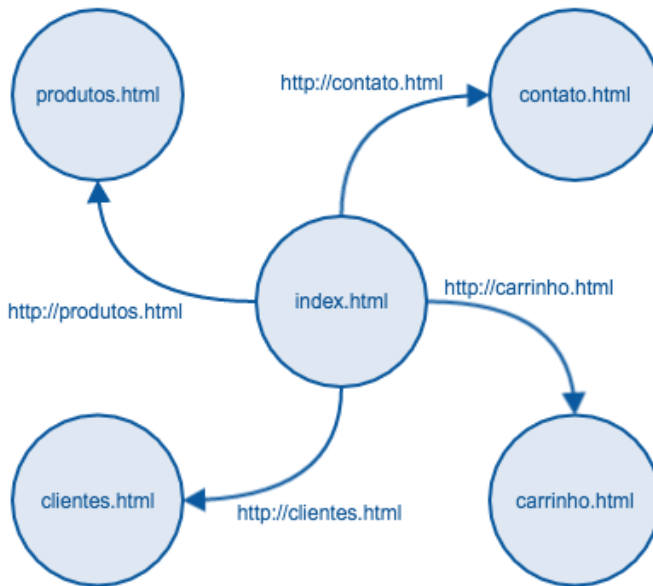 produtos.html
http://contato.html
contato.html
http://produtos.html
index.html
http://carrinho.html
clientes.html
http://clientes.html
carrinho.html